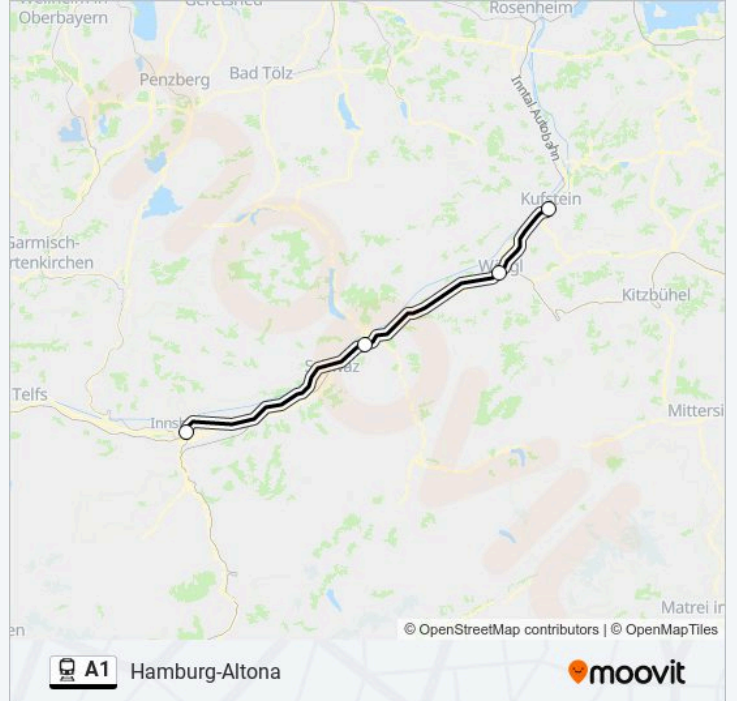 Rosenheim
Oberbayern
Penzberg
Bad Tölz
Inntal Autobahn
Kufstein
Garmisch-
rtenkirchen
Kitzbühel
Telfs
Mittersi
Matrei in
en
© OpenStreetMap contributors | © OpenMapTiles
A1 Hamburg-Altona
moovit